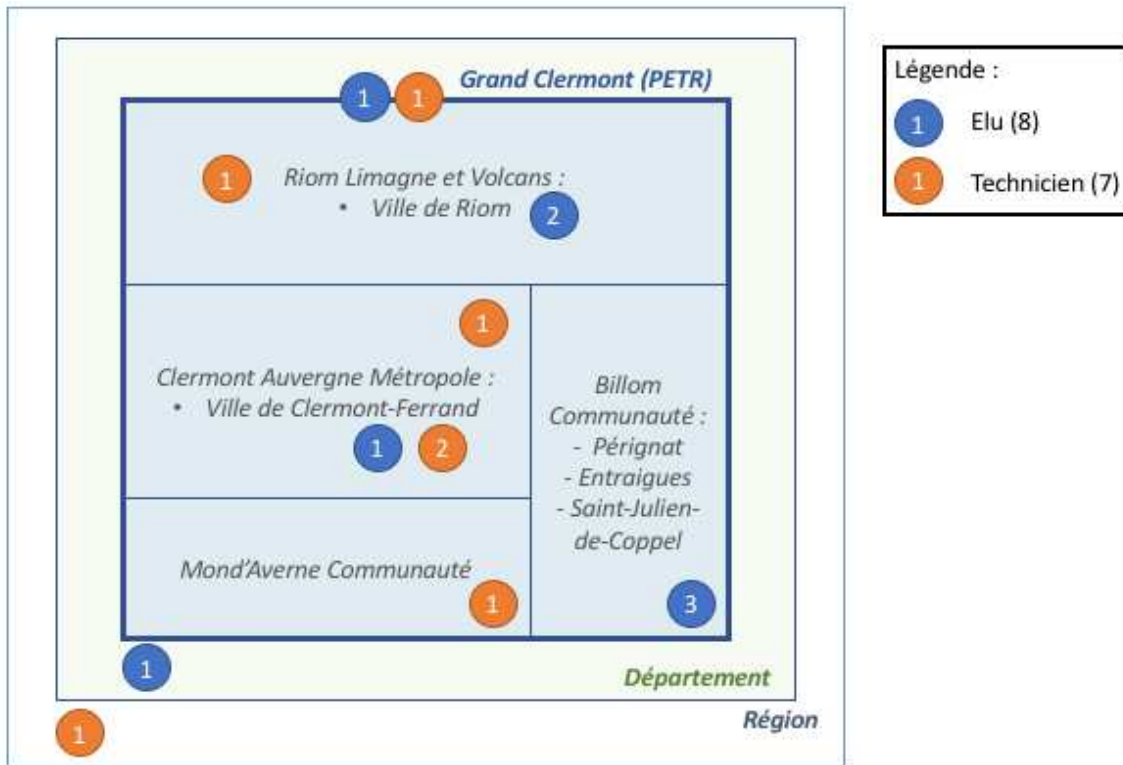 Grand Clermont (PETR)
1 1
1
Riom Limagne et Volcans :
• Ville de Riom
2
1
Clermont Auvergne Métropole :
• Ville de Clermont-Ferrand
1 2
Billom
Communauté :
- Pérignat
- Entraigues
- Saint-Julien-
de-Coppel
3
Mond'Averne Communauté
1
1
Département
1
Région
Légende :
1 Elu (8)
1 Technicien (7)